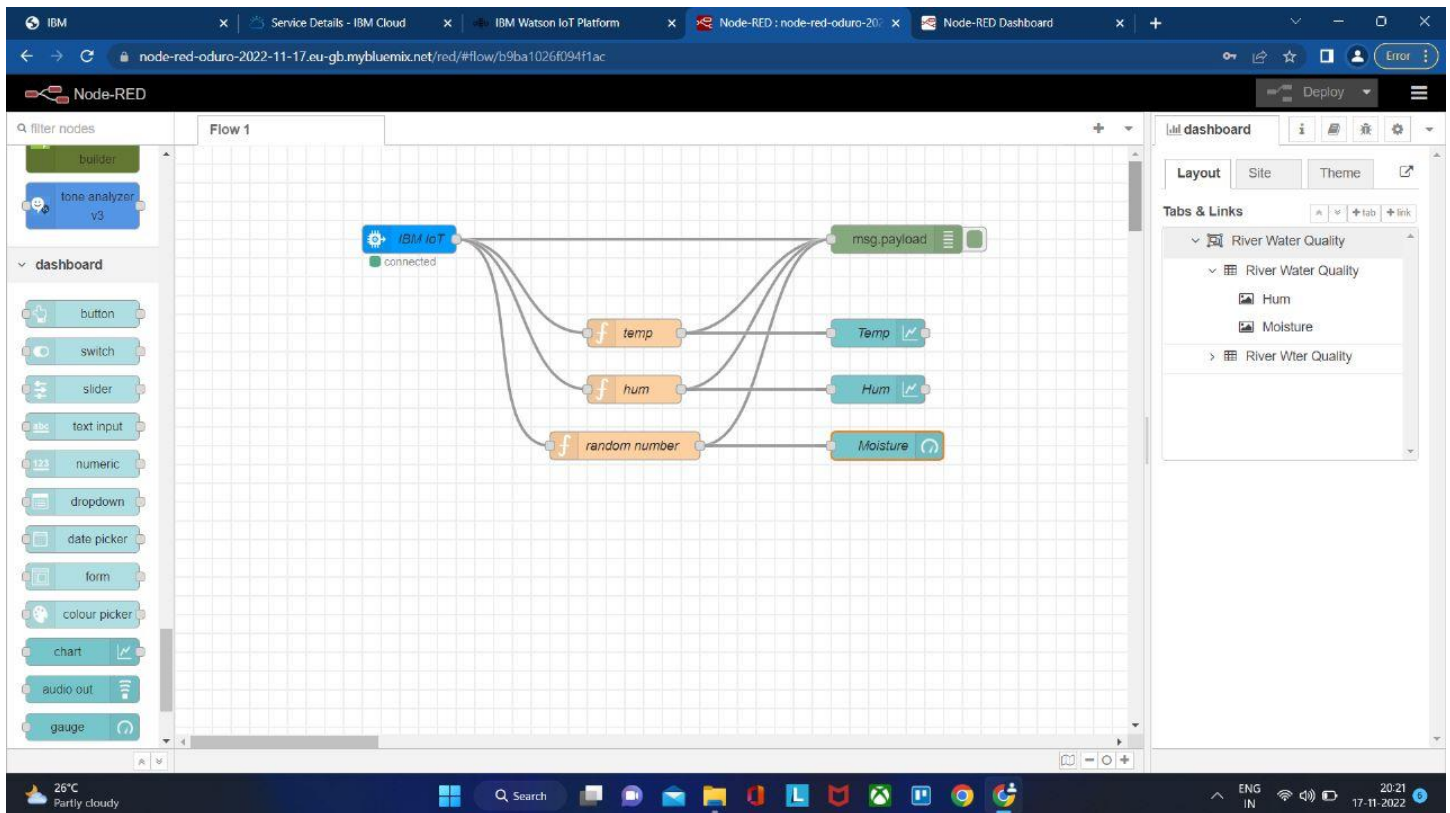 IBM
Service Details - IBM Cloud
IBM Watson IoT Platform
Node-RED : node-red-oduro-202
Node-RED Dashboard
node-red-oduro-2022-11-17.eu-gb.mybluemix.net/red/#flow/b9ba1026f094f1ac
Error
Node-RED
Deploy
filter nodes
Flow 1
dashboard
builder
tone analyzer
v3
dashboard
button
switch
slider
abc text input
123 numeric
dropdown
date picker
form
colour picker
chart
audio out
gauge
IBM IoT
connected
msg.payload
f temp
Temp
f hum
Hum
f random number
Moisture
Layout
Site
Theme
Tabs & Links
+ tab
+ link
River Water Quality
River Water Quality
Hum
Moisture
River Wter Quality
26°C
Partly cloudy
Search
L
ENG
IN
20:21
17-11-2022
6